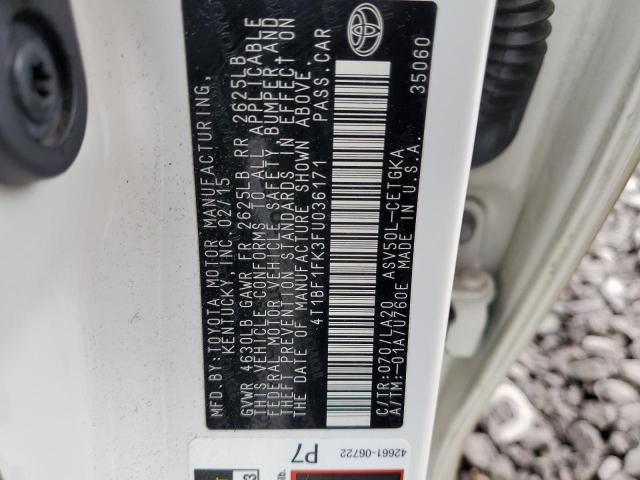 MFD. BY: TOYOTA MOTOR MANUFACTURING,
KENTUCKY, INC. 02/15
GVWR 4630LB GAWR FR 2625LB RR 2625LB
THIS VEHICLE CONFORMS TO ALL APPLICABLE
FEDERAL MOTOR VEHICLE SAFETY, BUMPER, AND
THEFT PREVENTION STANDARDS IN EFFECT ON
THE DATE OF MANUFACTURE SHOWN ABOVE.
4T1BF1FK3FU036171 PASS.CAR
C/TR:070/LA20 ASV50L-CETGKA
A/TM:-01A/U760E MADE IN U.S.A.
35060
42661-06722
P7